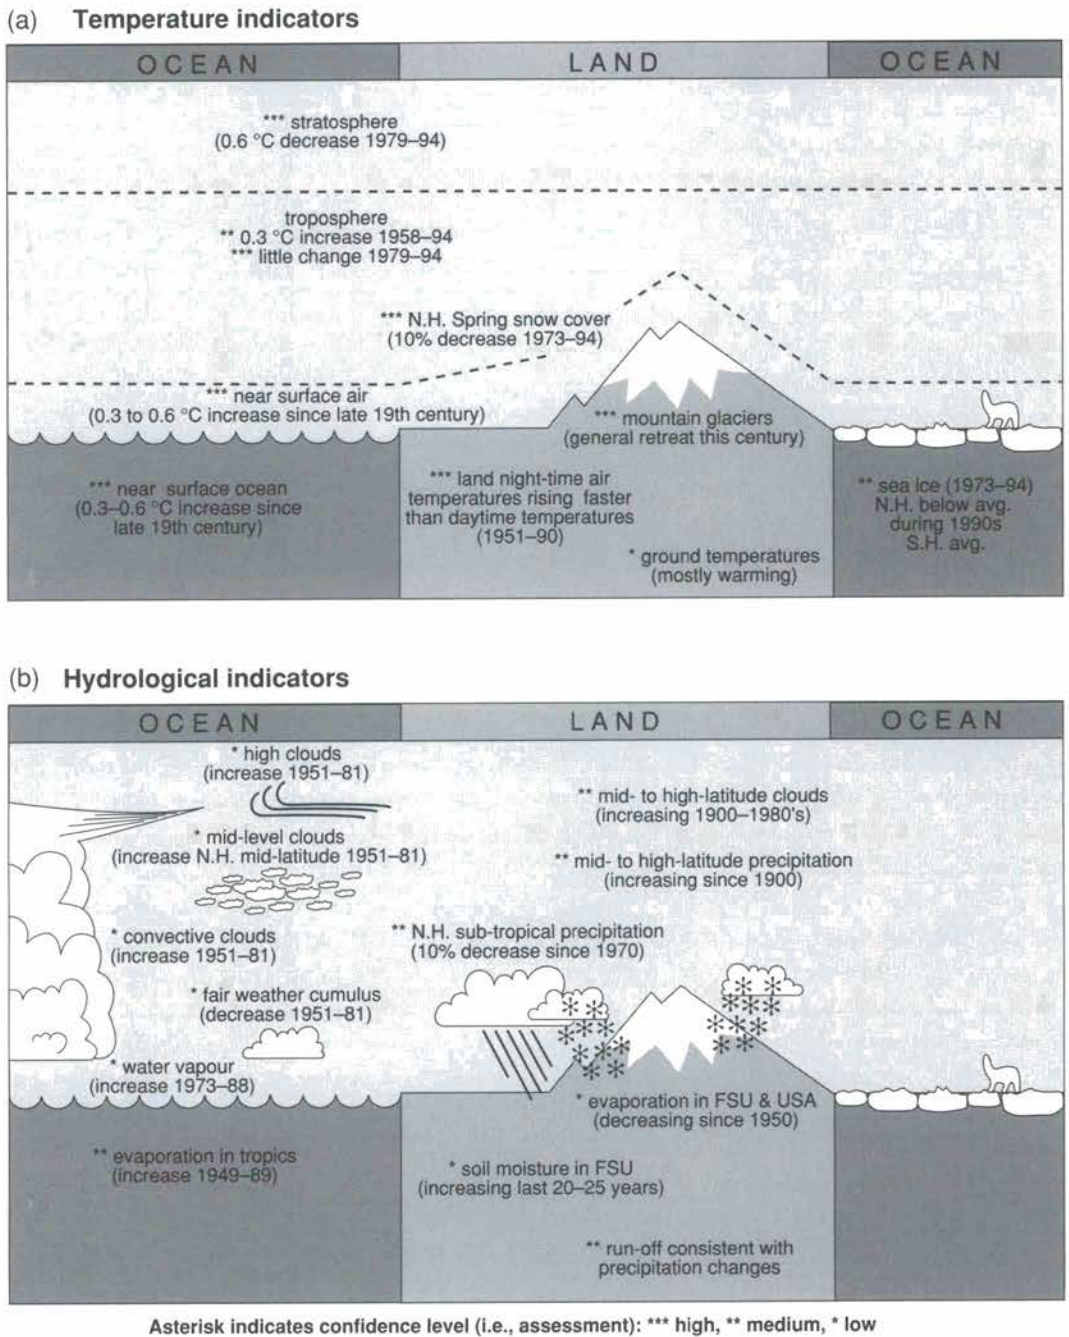 (a) Temperature indicators
OCEAN LAND OCEAN
*** stratosphere
(0.6 °C decrease 1979–94)
troposphere
** 0.3 °C increase 1958–94
*** little change 1979–94
*** N.H. Spring snow cover
(10% decrease 1973–94)
*** near surface air
(0.3 to 0.6 °C increase since late 19th century)
*** mountain glaciers
(general retreat this century)
*** near surface ocean
(0.3–0.6 °C increase since
late 19th century)
*** land night-time air
temperatures rising faster
than daytime temperatures
(1951–90)
** sea ice (1973–94)
N.H. below avg.
during 1990s
S.H. avg.
* ground temperatures
(mostly warming)
(b) Hydrological indicators
OCEAN LAND OCEAN
* high clouds
(increase 1951–81)
** mid- to high-latitude clouds
(increasing 1900–1980's)
* mid-level clouds
(increase N.H. mid-latitude 1951–81)
** mid- to high-latitude precipitation
(increasing since 1900)
* convective clouds
(increase 1951–81)
** N.H. sub-tropical precipitation
(10% decrease since 1970)
* fair weather cumulus
(decrease 1951–81)
* water vapour
(increase 1973–88)
* evaporation in FSU & USA
(decreasing since 1950)
** evaporation in tropics
(increase 1949–89)
* soil moisture in FSU
(increasing last 20–25 years)
** run-off consistent with
precipitation changes
Asterisk indicates confidence level (i.e., assessment): *** high, ** medium, * low